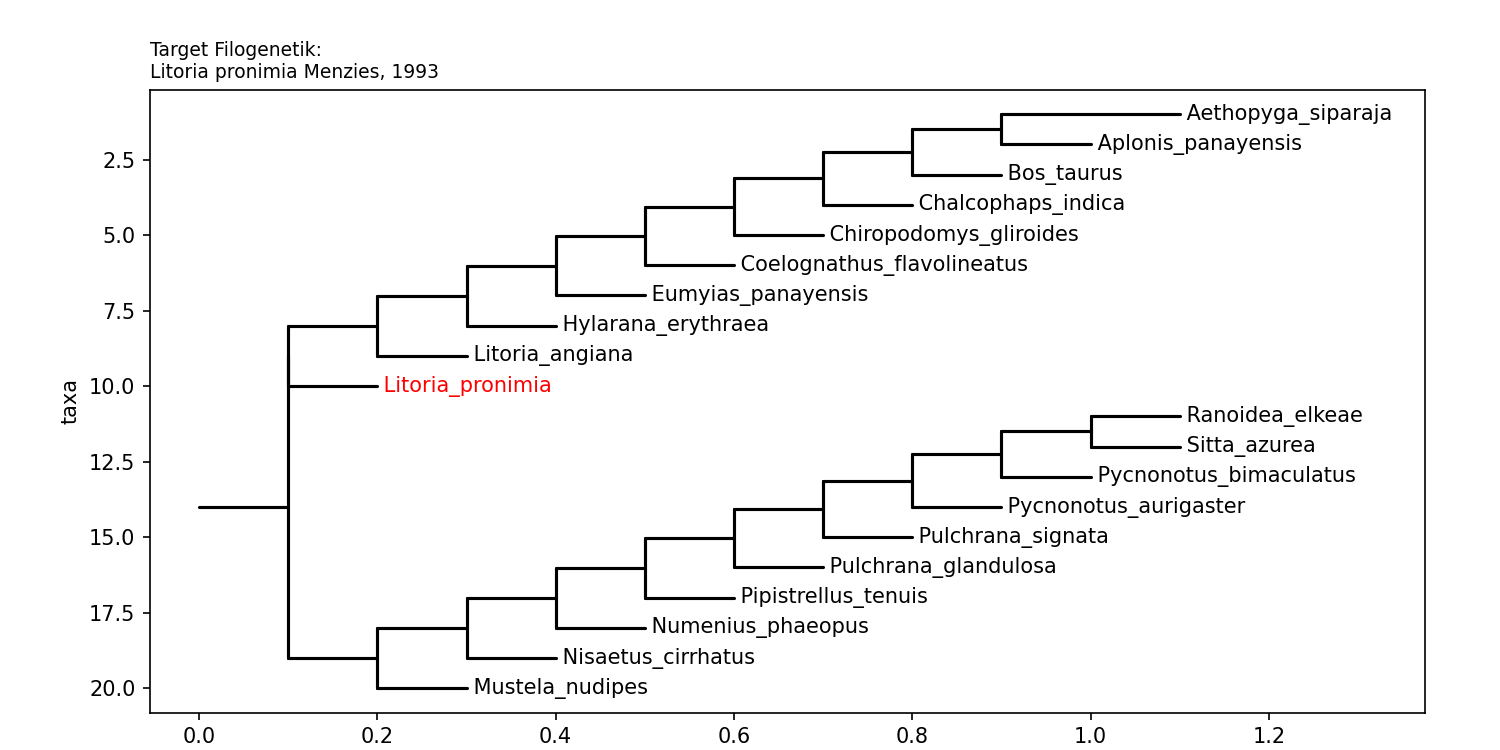 Target Filogenetik:
Litoria pronimia Menzies, 1993
Aethopyga_siparaja
Aplonis_panayensis
2.5
Bos_taurus
Chalcophaps_indica
5.0
Chiropodomys_gliroides
Coelognathus_flavolineatus
Eumyias_panayensis
7.5
Hylarana_erythraea
Litoria_angiana
10.0
Litoria_pronimia
taxa
Ranoidea_elkeae
Sitta_azurea
12.5
Pycnonotus_bimaculatus
Pycnonotus_aurigaster
15.0
Pulchrana_signata
Pulchrana_glandulosa
Pipistrellus_tenuis
17.5
Numenius_phaeopus
Nisaetus_cirrhatus
20.0
Mustela_nudipes
0.0 0.2 0.4 0.6 0.8 1.0 1.2